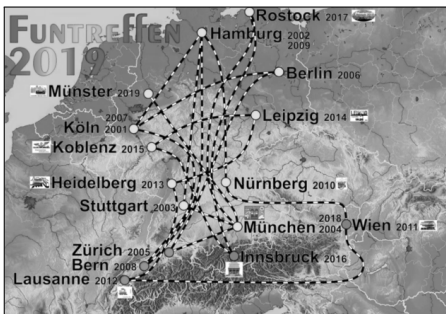 FUNTREFFEN
2019
Rostock 2017
Hamburg 2002
2009
Berlin 2006
Münster 2019
2007
Köln 2001
Leipzig 2014
Koblenz 2015
Heidelberg 2013
Nürnberg 2010
Stuttgart 2003
2018
München 2004
Wien 2011
Zürich 2005
Bern 2008
Innsbruck 2016
Lausanne 2012